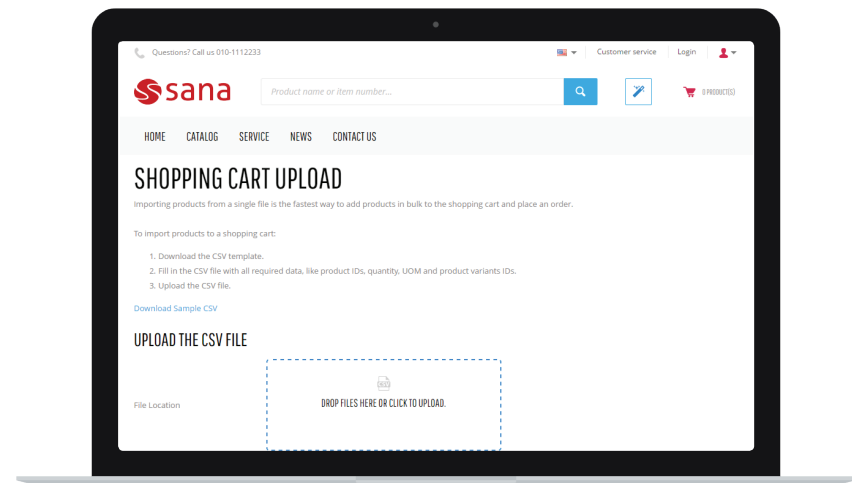 Questions? Call us 010-1112233
Customer service
Login
sana
Product name or item number...
0 PRODUCT(S)
HOME
CATALOG
SERVICE
NEWS
CONTACT US
SHOPPING CART UPLOAD
Importing products from a single file is the fastest way to add products in bulk to the shopping cart and place an order.
To import products to a shopping cart:
1. Download the CSV template.
2. Fill in the CSV file with all required data, like product IDs, quantity, UOM and product variants IDs.
3. Upload the CSV file.
Download Sample CSV
UPLOAD THE CSV FILE
File Location
DROP FILES HERE OR CLICK TO UPLOAD.